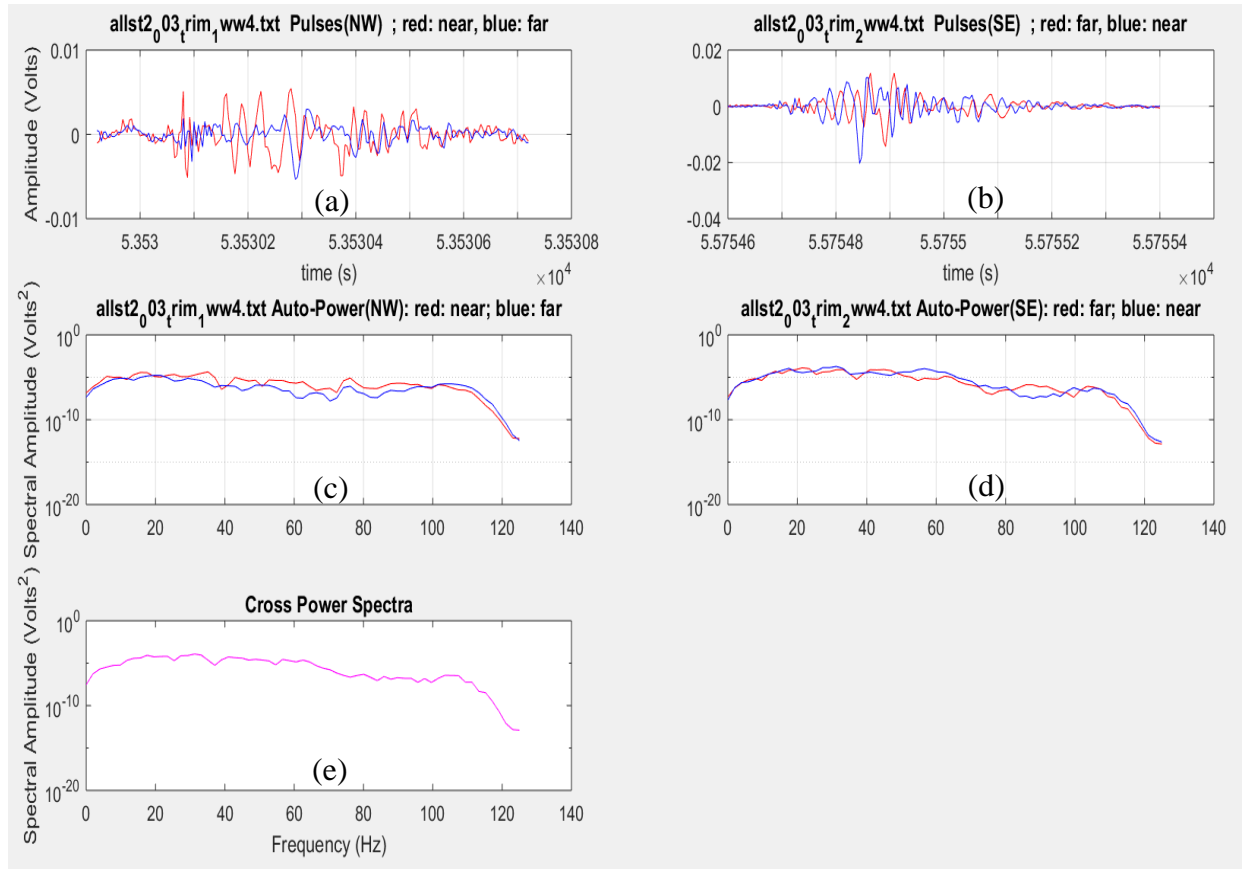 allst2_0 03_t rim_1 ww4.txt Pulses(NW) ; red: near, blue: far
0.01
0
-0.01
Amplitude (Volts)
(a)
5.353 5.35302 5.35304 5.35306 5.35308
time (s)
×10^4
allst2_0 03_t rim_2 ww4.txt Pulses(SE) ; red: far, blue: near
0.02
0
-0.02
-0.04
(b)
5.57546 5.57548 5.5755 5.57552 5.57554
time (s)
×10^4
allst2_0 03_t rim_1 ww4.txt Auto-Power(NW): red: near; blue: far
10^0
10^-10
10^-20
Spectral Amplitude (Volts^2)
(c)
0 20 40 60 80 100 120 140
allst2_0 03_t rim_2 ww4.txt Auto-Power(SE): red: far; blue: near
10^0
10^-10
10^-20
(d)
0 20 40 60 80 100 120 140
Cross Power Spectra
10^0
10^-10
10^-20
Spectral Amplitude (Volts^2)
(e)
0 20 40 60 80 100 120 140
Frequency (Hz)